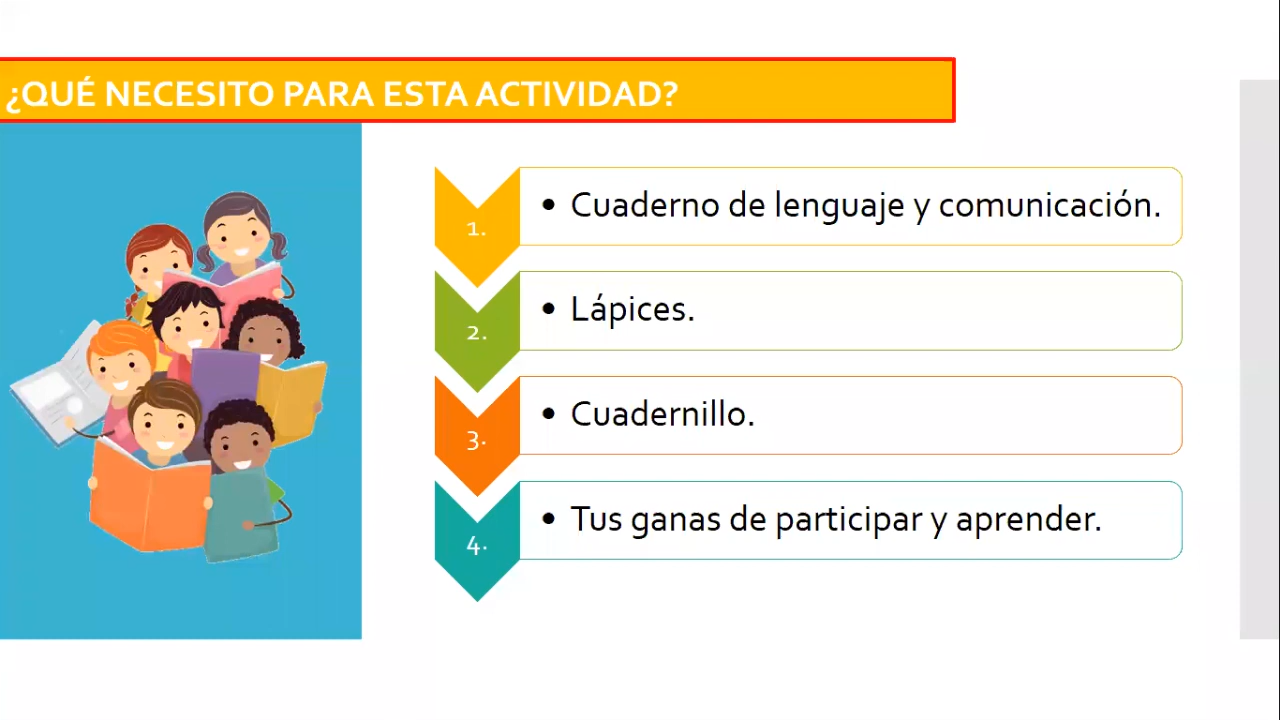 ¿QUÉ NECESITO PARA ESTA ACTIVIDAD?
1. • Cuaderno de lenguaje y comunicación.
2. • Lápices.
3. • Cuadernillo.
4. • Tus ganas de participar y aprender.